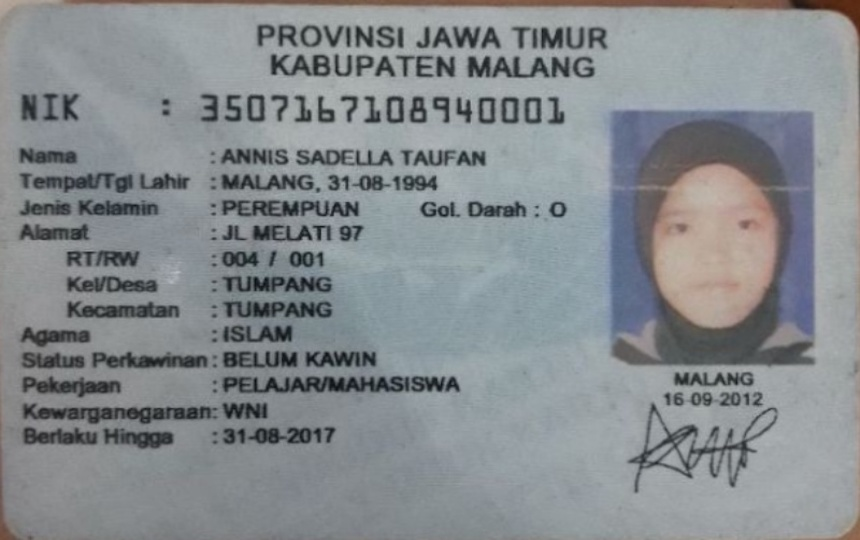 PROVINSI JAWA TIMUR
KABUPATEN MALANG
NIK : 3507167108940001
Nama : ANNIS SADELLA TAUFAN
Tempat/Tgl Lahir : MALANG, 31-08-1994
Jenis Kelamin : PEREMPUAN Gol. Darah : O
Alamat : JL MELATI 97
RT/RW : 004 / 001
Kel/Desa : TUMPANG
Kecamatan : TUMPANG
Agama : ISLAM
Status Perkawinan : BELUM KAWIN
Pekerjaan : PELAJAR/MAHASISWA
Kewarganegaraan : WNI
Berlaku Hingga : 31-08-2017
MALANG
16-09-2012